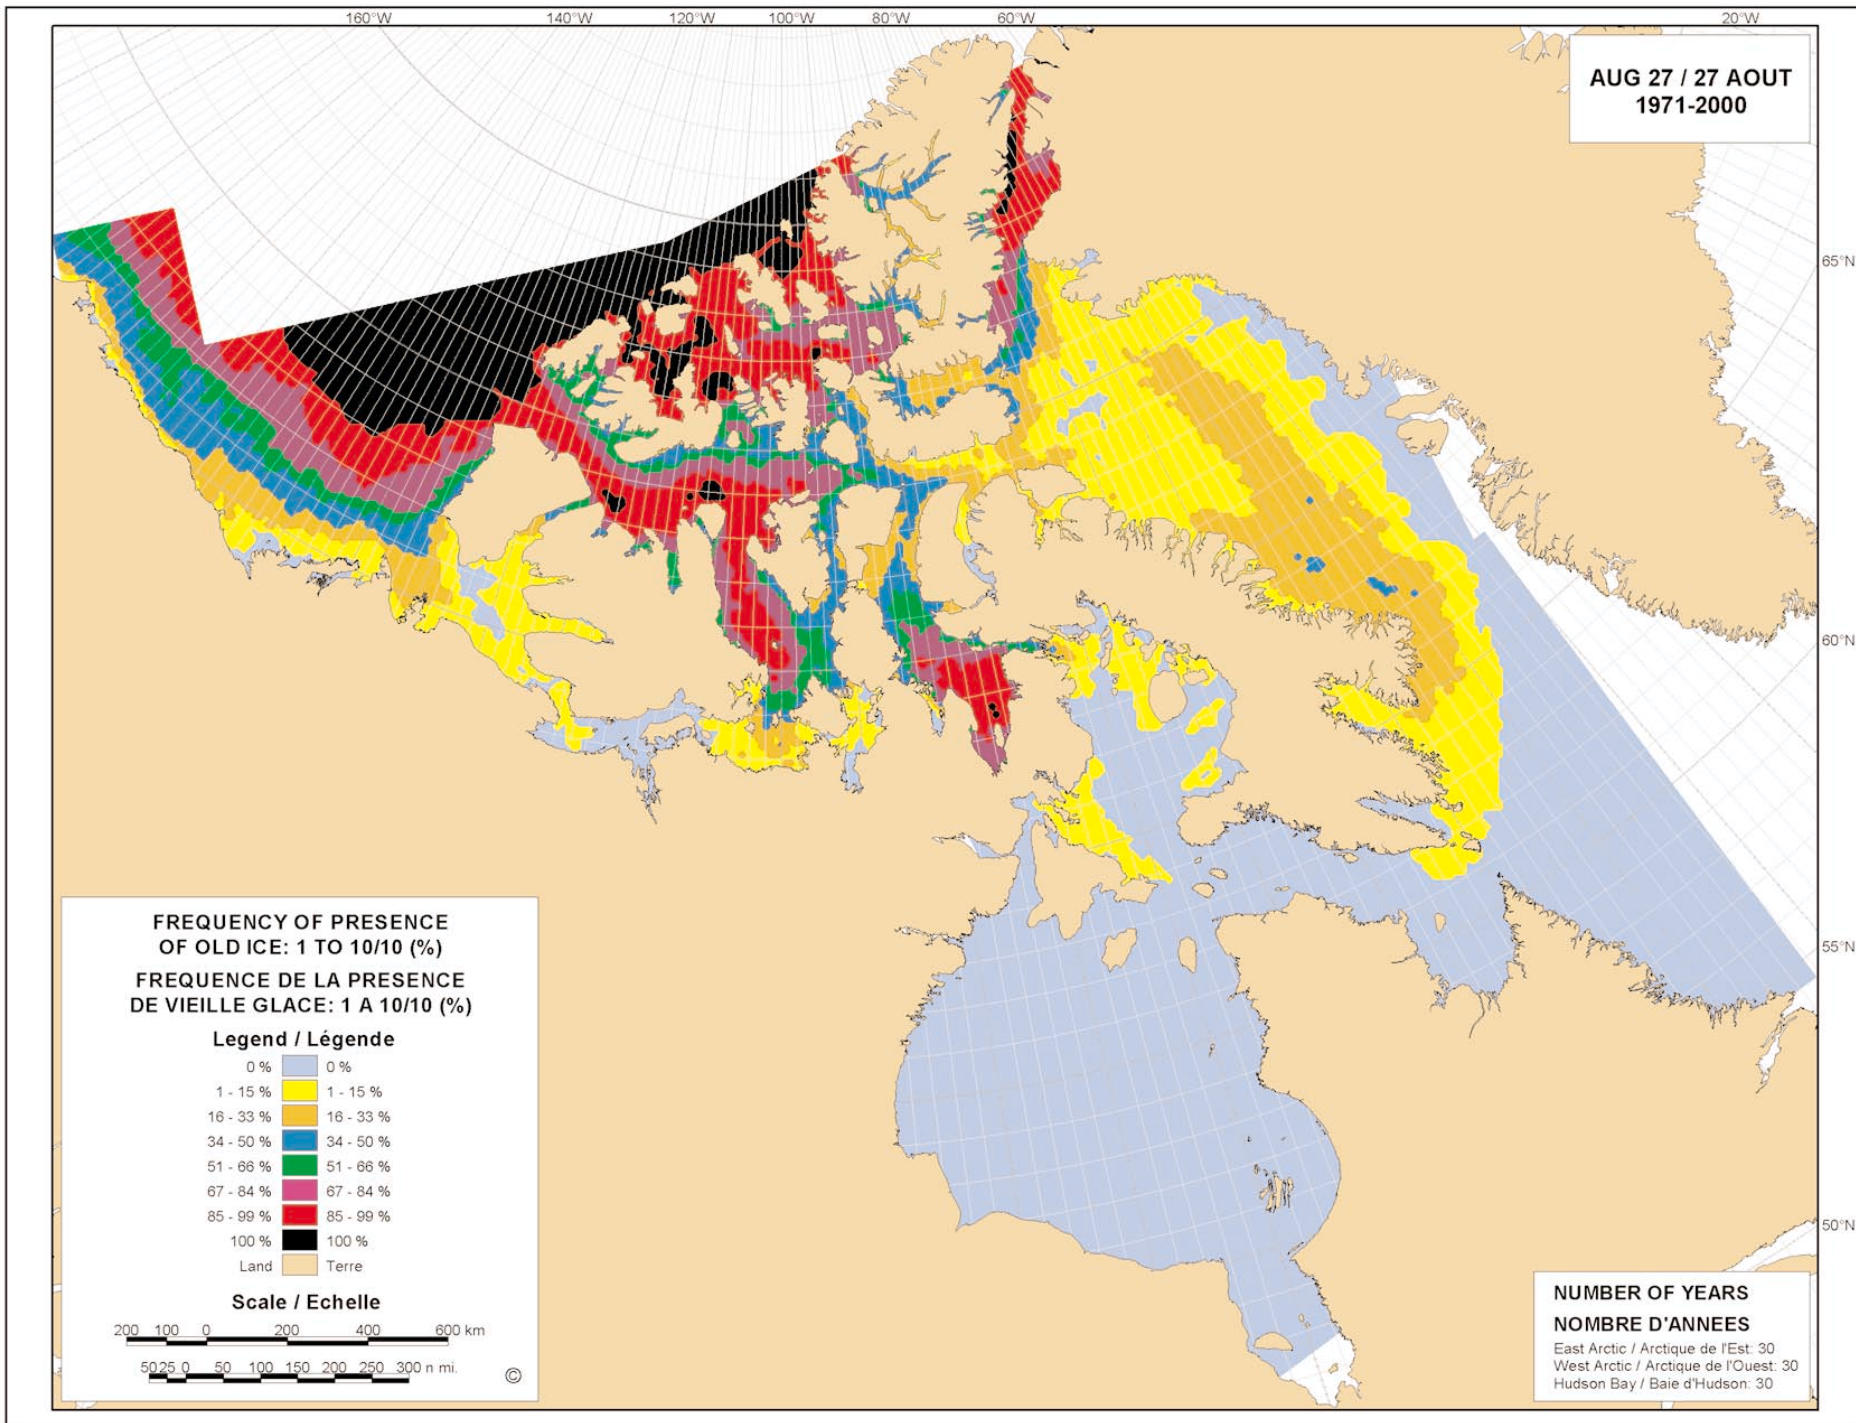 160°W 140°W 120°W 100°W 80°W 60°W 20°W
AUG 27 / 27 AOUT
1971-2000
65°N
60°N
55°N
50°N
FREQUENCY OF PRESENCE
OF OLD ICE: 1 TO 10/10 (%)
FREQUENCE DE LA PRESENCE
DE VIEILLE GLACE: 1 A 10/10 (%)
Legend / Légende
0 % 0 %
1 - 15 % 1 - 15 %
16 - 33 % 16 - 33 %
34 - 50 % 34 - 50 %
51 - 66 % 51 - 66 %
67 - 84 % 67 - 84 %
85 - 99 % 85 - 99 %
100 % 100 %
Land Terre
Scale / Echelle
200 100 0 200 400 600 km
50 25 0 50 100 150 200 250 300 n mi.
©
NUMBER OF YEARS
NOMBRE D'ANNEES
East Arctic / Arctique de l'Est: 30
West Arctic / Arctique de l'Ouest: 30
Hudson Bay / Baie d'Hudson: 30